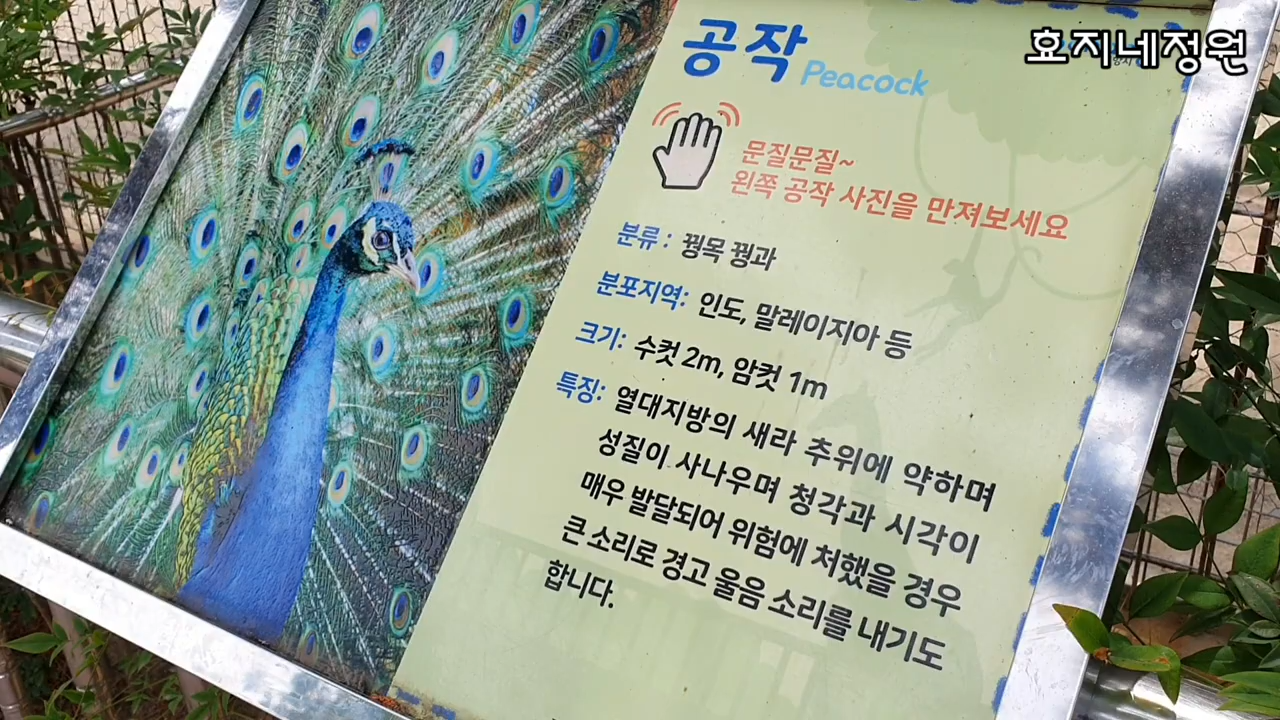 효지네정원
공작 Peacock
문질문질~
왼쪽 공작 사진을 만져보세요
분류 : 꿩목 꿩과
분포지역: 인도, 말레이지아 등
크기: 수컷 2m, 암컷 1m
특징: 열대지방의 새라 추위에 약하며
성질이 사나우며 청각과 시각이
매우 발달되어 위험에 처했을 경우
큰 소리로 경고 울음 소리를 내기도
합니다.